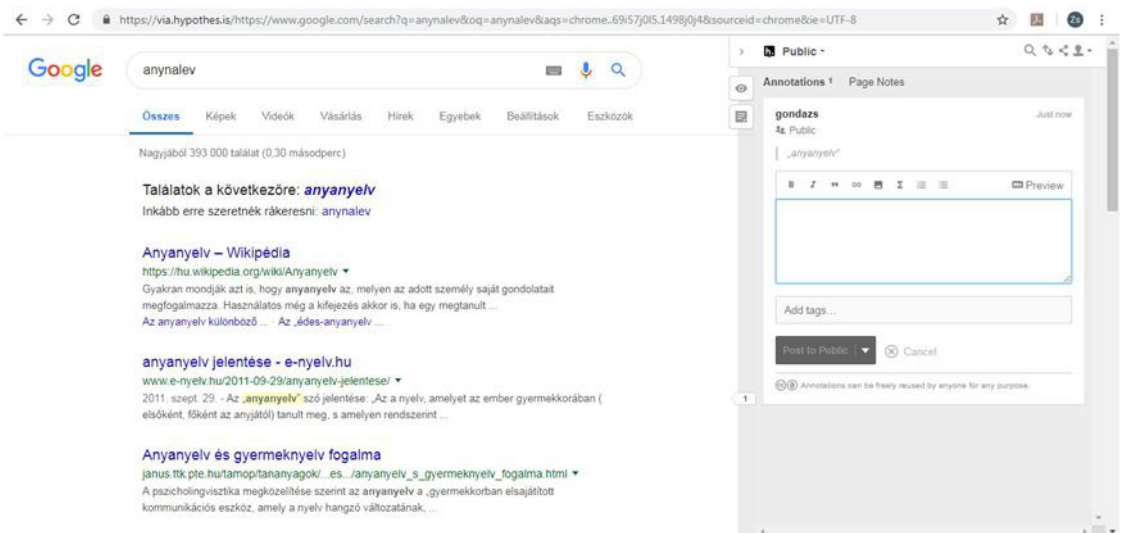 https://via.hypothes.is/https://www.google.com/search?q=anynalev&oq=anynalev&aqs=chrome..69i57j0l5.1498j0j4&sourceid=chrome&ie=UTF-8
Zs
Google
anynalev
Összes Képek Videók Vásárlás Hírek Egyebek Beállítások Eszközök
Nagyjából 393 000 találat (0,30 másodperc)
Találatok a következőre: anyanyelv
Inkább erre szeretnék rákeresni: anynalev
Anyanyelv – Wikipédia
https://hu.wikipedia.org/wiki/Anyanyelv
Gyakran mondják azt is, hogy anyanyelv az, melyen az adott személy saját gondolatait
megfogalmazza. Használatos még a kifejezés akkor is, ha egy megtanult ...
Az anyanyelv különböző ... · Az „édes-anyanyelv ...
anyanyelv jelentése - e-nyelv.hu
www.e-nyelv.hu/2011-09-29/anyanyelv-jelentese/
2011. szept. 29. - Az „anyanyelv” szó jelentése: „Az a nyelv, amelyet az ember gyermekkorában (
elsőként, főként az anyjától) tanult meg, s amelyen rendszerint ...
Anyanyelv és gyermeknyelv fogalma
janus.ttk.pte.hu/tamop/tananyagok/...es.../anyanyelv_s_gyermeknyelv_fogalma.html
A pszicholingvisztika megközelítése szerint az anyanyelv a „gyermekkorban elsajátított
kommunikációs eszköz, amely a nyelv hangzó változatának, ...
h. Public
Annotations 1 Page Notes
gondazs Just now
Public
„anyanyelv”
B I Σ Preview
Add tags...
Post to Public Cancel
Annotations can be freely reused by anyone for any purpose.
1